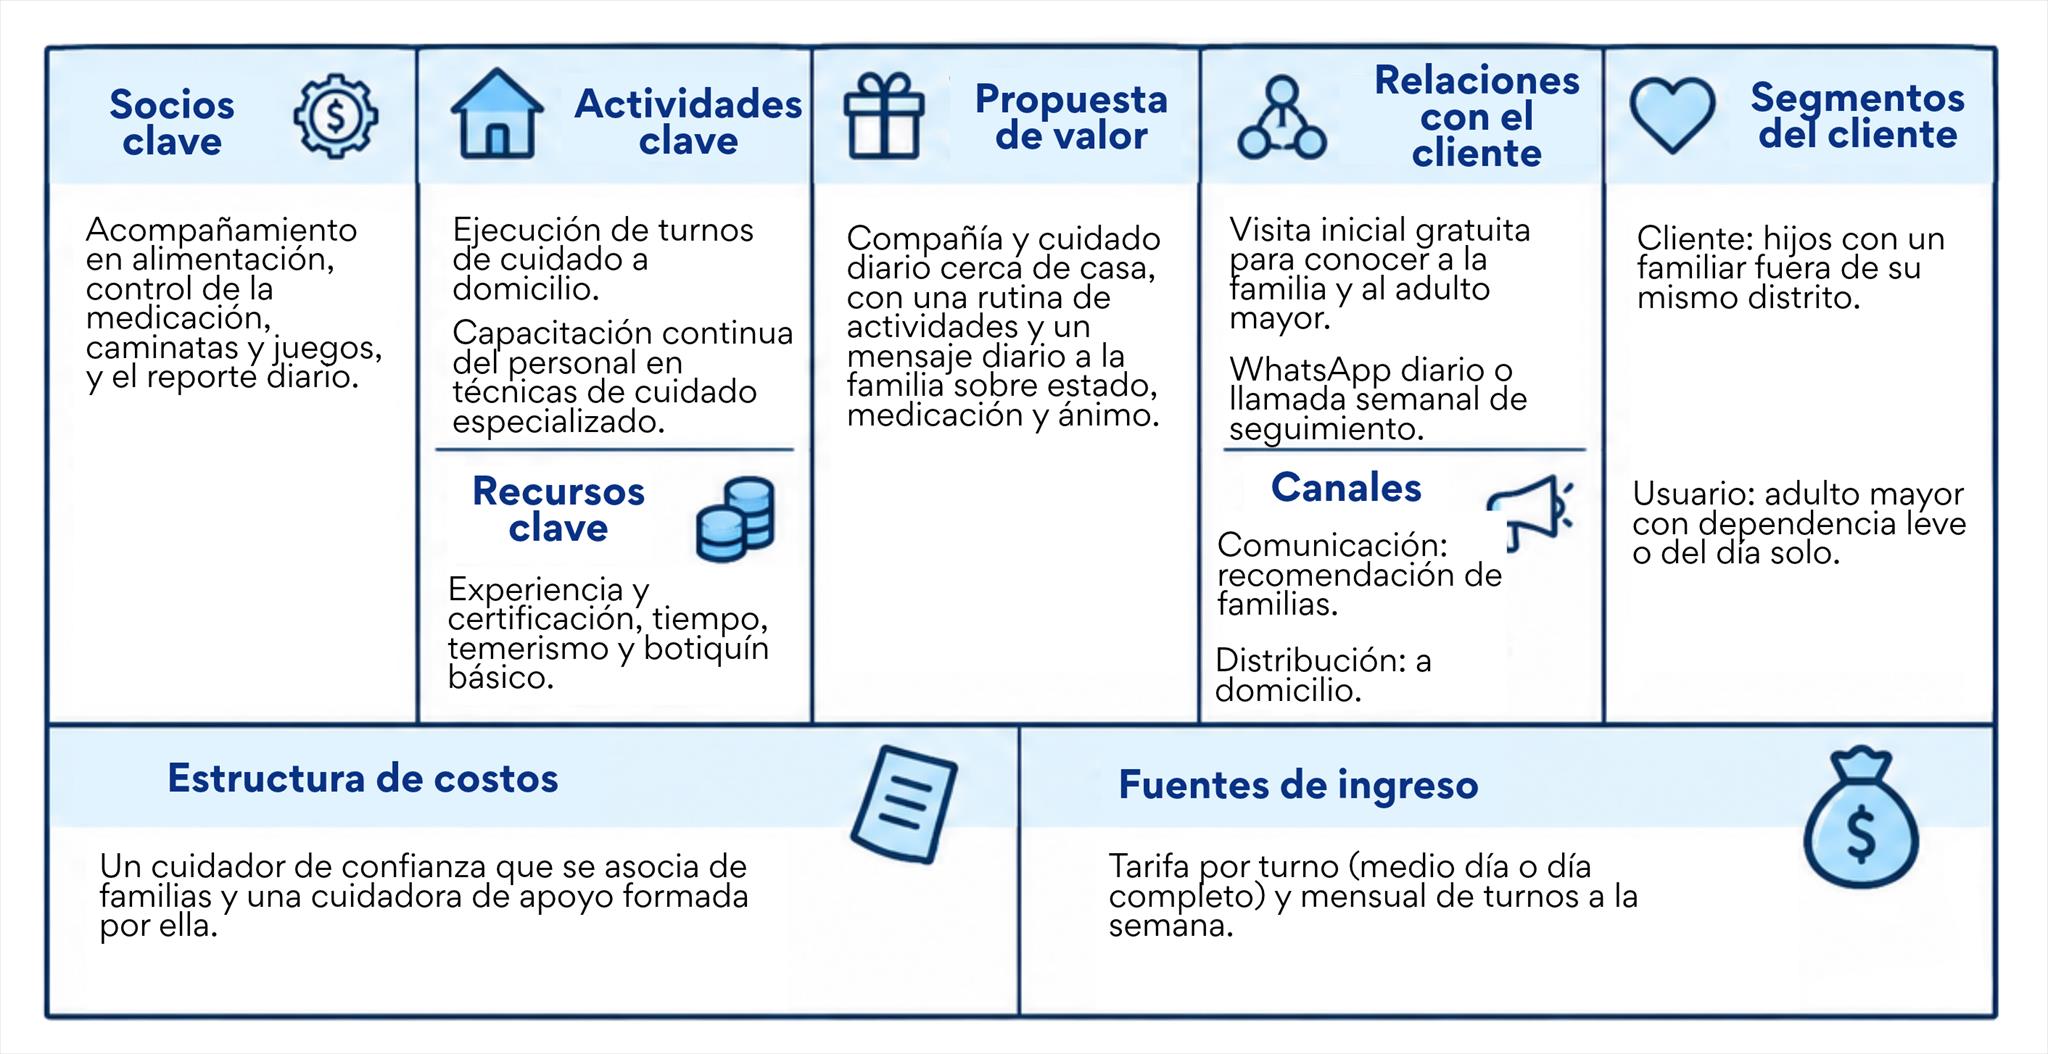 Socios
clave
Acompañamiento
en alimentación,
control de la
medicación,
caminatas y juegos,
y el reporte diario.
Actividades
clave
Ejecución de turnos
de cuidado a
domicilio.
Capacitación continua
del personal en
técnicas de cuidado
especializado.
Recursos
clave
Experiencia y
certificación, tiempo,
temerismo y botiquín
básico.
Propuesta
de valor
Compañía y cuidado
diario cerca de casa,
con una rutina de
actividades y un
mensaje diario a la
familia sobre estado,
medicación y ánimo.
Relaciones
con el
cliente
Visita inicial gratuita
para conocer a la
familia y al adulto
mayor.
WhatsApp diario o
llamada semanal de
seguimiento.
Canales
Comunicación:
recomendación de
familias.
Distribución: a
domicilio.
Segmentos
del cliente
Cliente: hijos con un
familiar fuera de su
mismo distrito.
Usuario: adulto mayor
con dependencia leve
o del día solo.
Estructura de costos
Un cuidador de confianza que se asocia de
familias y una cuidadora de apoyo formada
por ella.
Fuentes de ingreso
Tarifa por turno (medio día o día
completo) y mensual de turnos a la
semana.
$
$